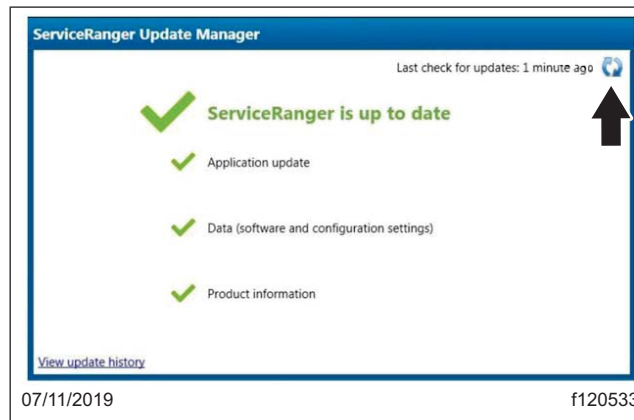 ServiceRanger Update Manager
Last check for updates: 1 minute ago
ServiceRanger is up to date
Application update
Data (software and configuration settings)
Product information
View update history
07/11/2019 f120533